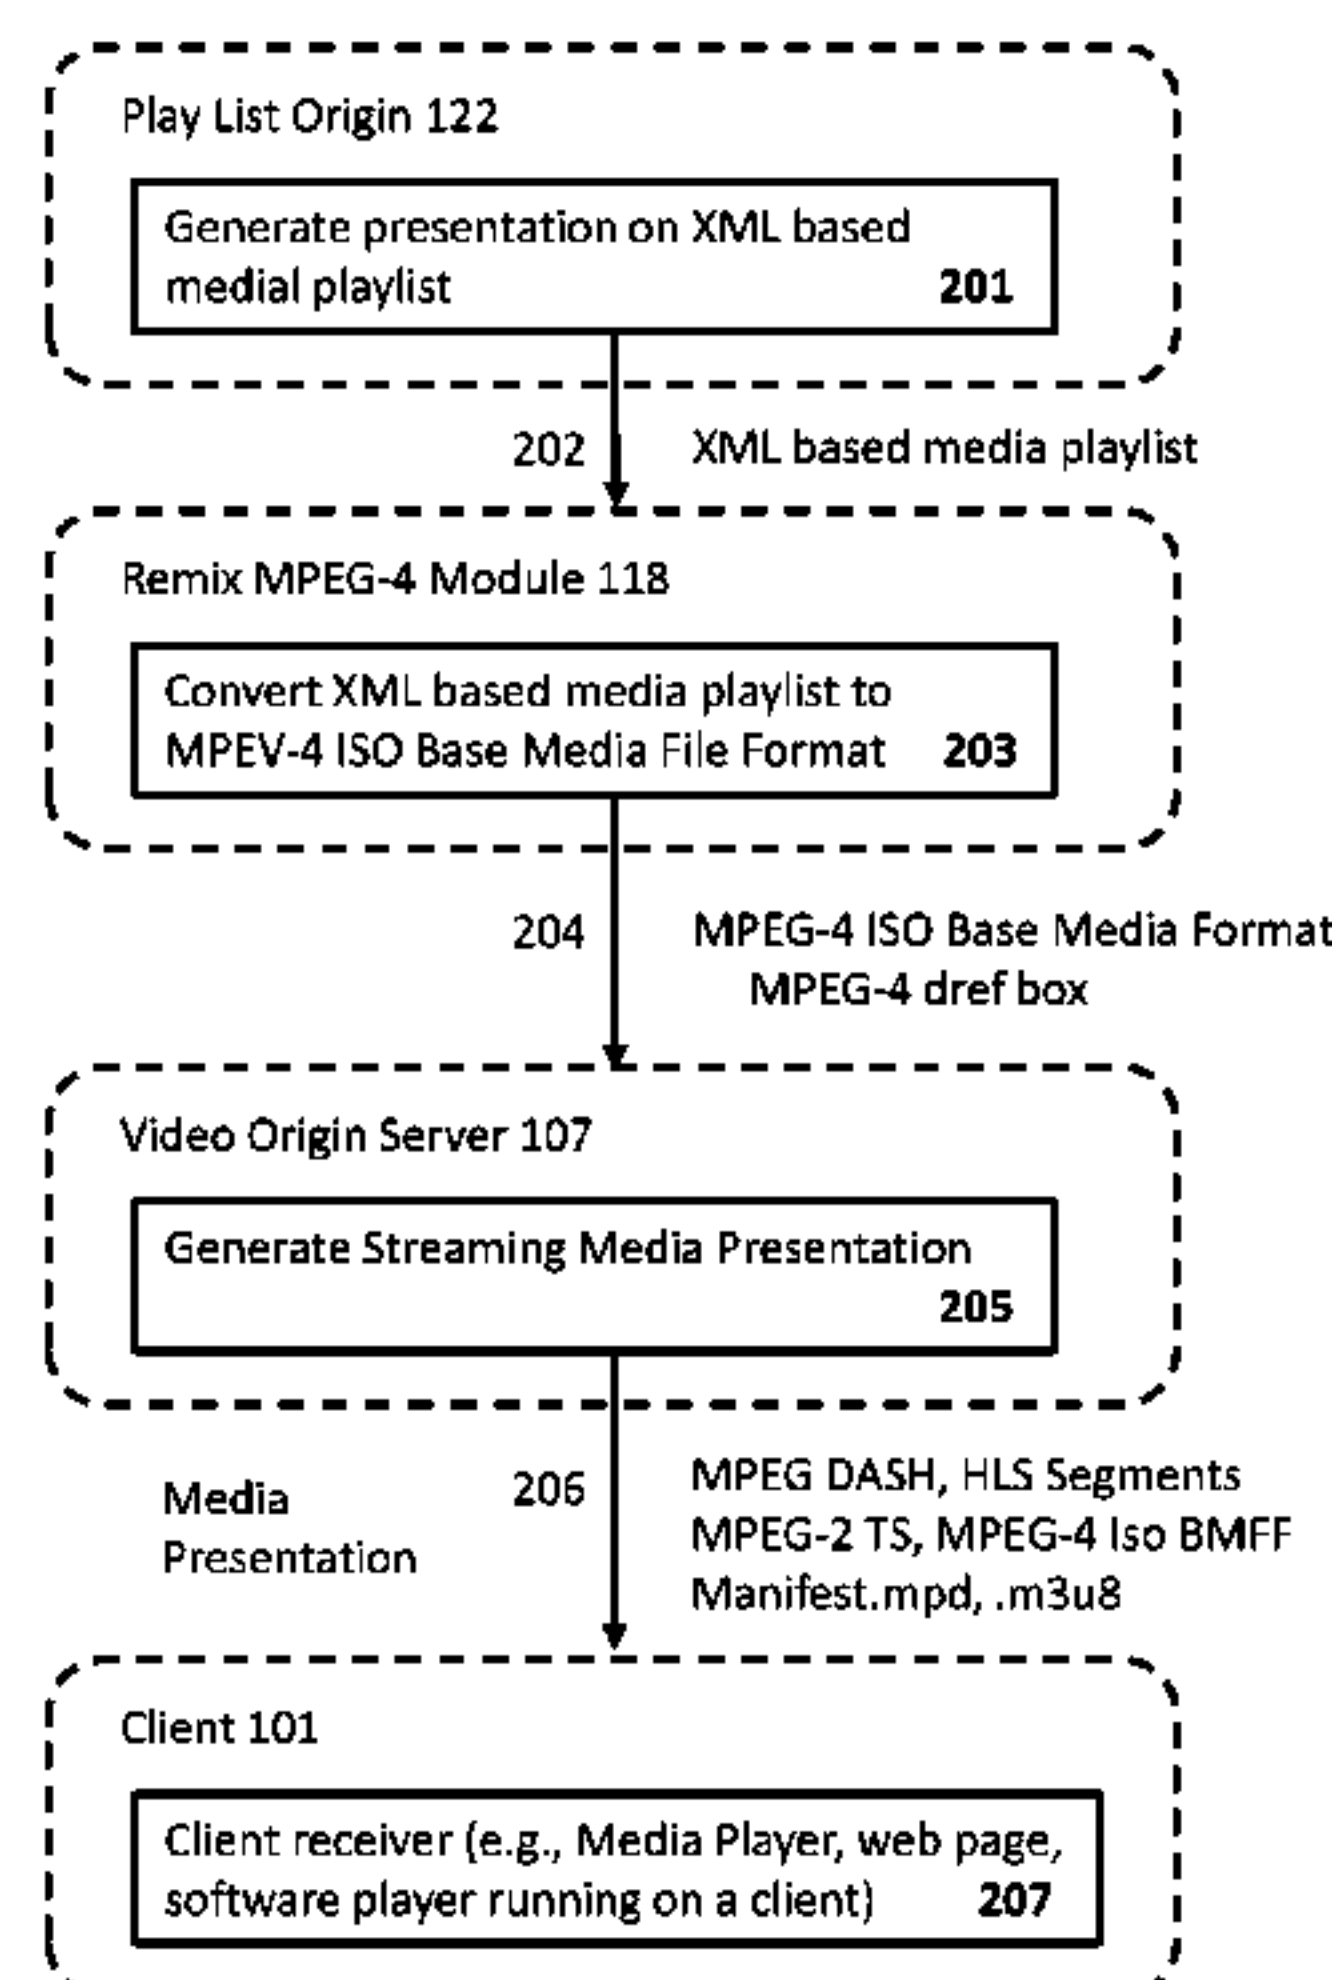 Play List Origin 122
Generate presentation on XML based
medial playlist 201
202 XML based media playlist
Remix MPEG-4 Module 118
Convert XML based media playlist to
MPEV-4 ISO Base Media File Format 203
204 MPEG-4 ISO Base Media Format
MPEG-4 dref box
Video Origin Server 107
Generate Streaming Media Presentation
205
Media
Presentation
206
MPEG DASH, HLS Segments
MPEG-2 TS, MPEG-4 Iso BMFF
Manifest.mpd, .m3u8
Client 101
Client receiver (e.g., Media Player, web page,
software player running on a client) 207